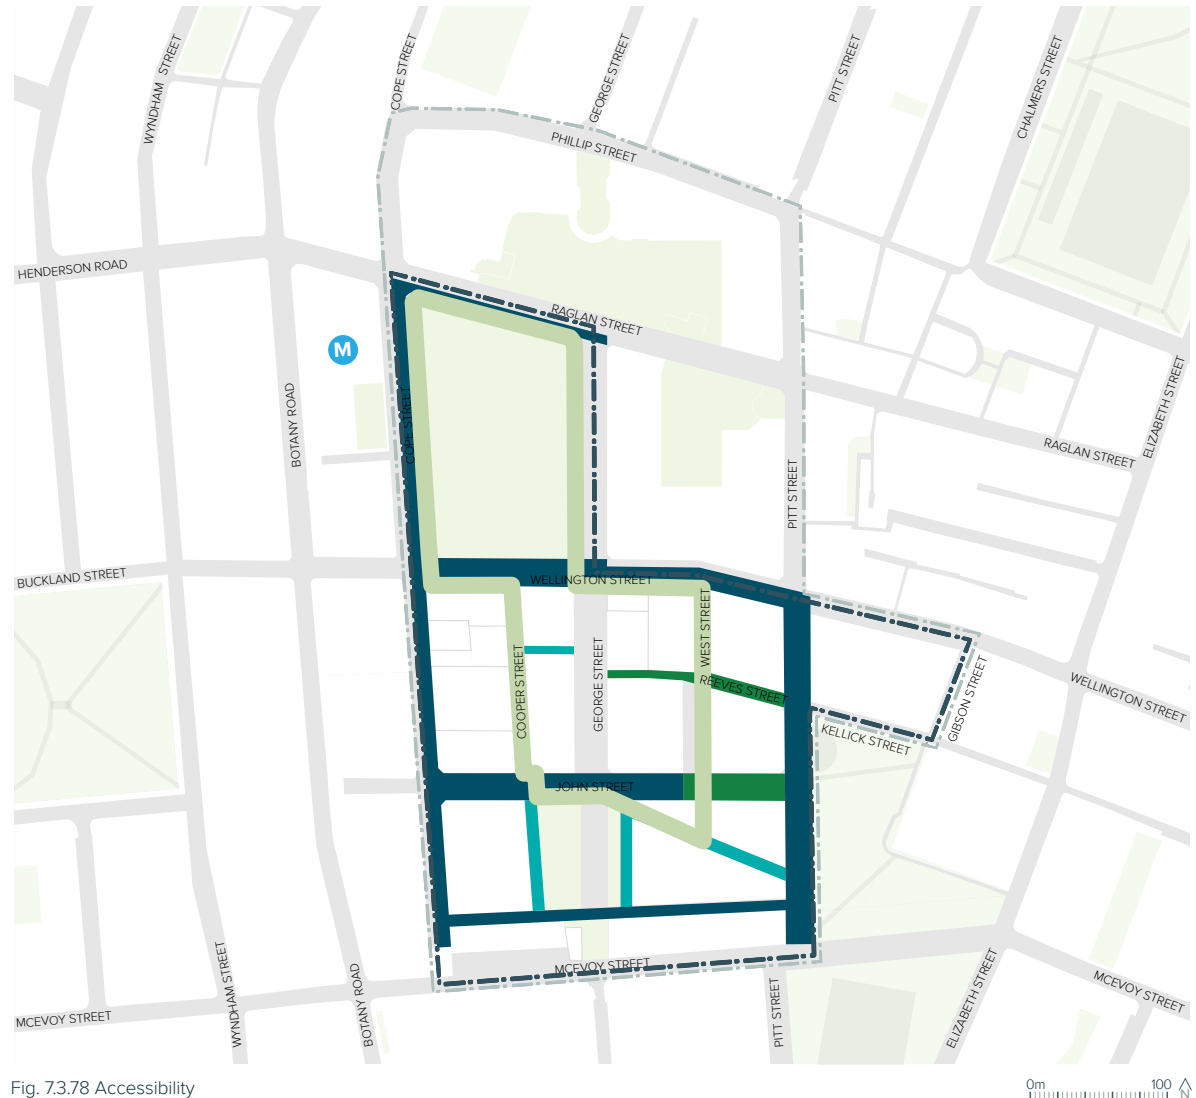 WYNDHAM STREET
COPE STREET
GEORGE STREET
PITT STREET
CHALMERS STREET
PHILLIP STREET
HENDERSON ROAD
RAGLAN STREET
M
BOTANY ROAD
COPE STREET
ELIZABETH STREET
RAGLAN STREET
PITT STREET
BUCKLAND STREET
WELLINGTON STREET
WEST STREET
COOPER STREET
GEORGE STREET
REEVES STREET
GIBSON STREET
WELLINGTON STREET
KELLICK STREET
JOHN STREET
WYNDHAM STREET
BOTANY ROAD
MCEVOY STREET
PITT STREET
ELIZABETH STREET
MCEVOY STREET
MCEVOY STREET
Fig. 7.3.78 Accessibility
0m 100
N